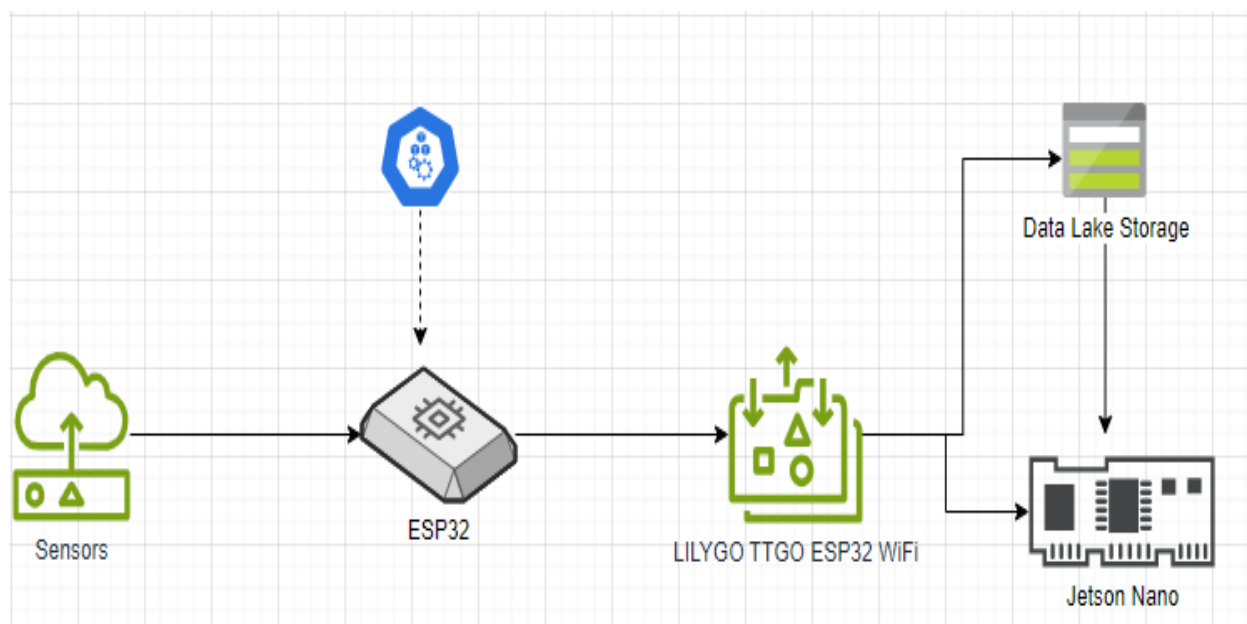 Data Lake Storage
ESP32
Sensors
LILYGO TTGO ESP32 WiFi
Jetson Nano